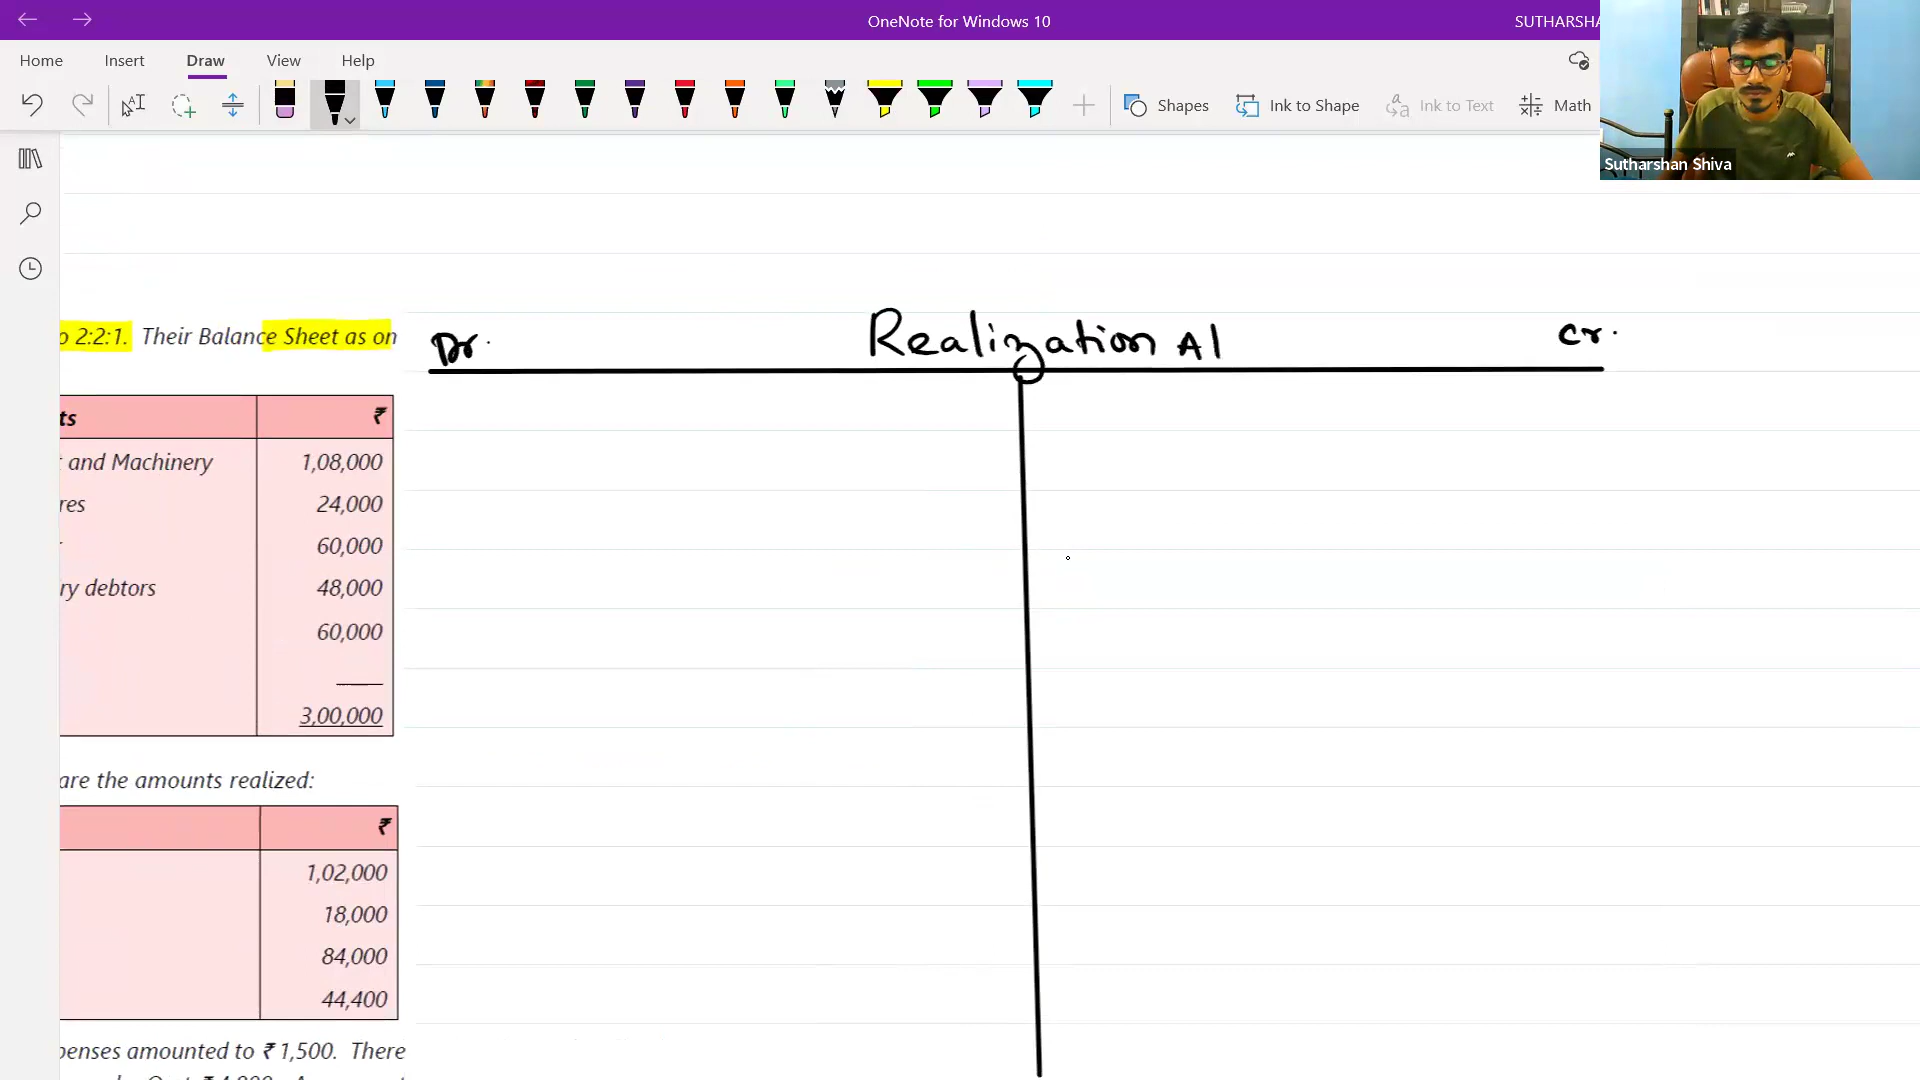 OneNote for Windows 10
SUTHARSHA
Home Insert Draw View Help
Shapes Ink to Shape Ink to Text Math
Sutharshan Shiva
o 2:2:1. Their Balance Sheet as on
Dr. Realization A| Cr.
ts ₹
and Machinery 1,08,000
res 24,000
60,000
ry debtors 48,000
60,000
3,00,000
are the amounts realized:
₹
1,02,000
18,000
84,000
44,400
penses amounted to ₹ 1,500. There